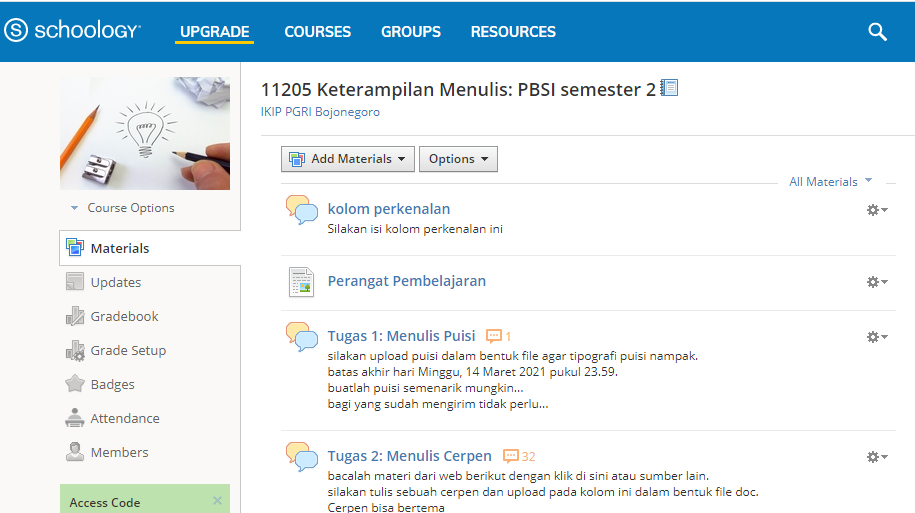 schoology
UPGRADE
COURSES
GROUPS
RESOURCES
11205 Keterampilan Menulis: PBSI semester 2
IKIP PGRI Bojonegoro
Add Materials
Options
All Materials
Course Options
Materials
Updates
Gradebook
Grade Setup
Badges
Attendance
Members
Access Code
kolom perkenalan
Silakan isi kolom perkenalan ini
Perangat Pembelajaran
Tugas 1: Menulis Puisi 1
silakan upload puisi dalam bentuk file agar tipografi puisi nampak.
batas akhir hari Minggu, 14 Maret 2021 pukul 23.59.
buatlah puisi semenarik mungkin...
bagi yang sudah mengirim tidak perlu...
Tugas 2: Menulis Cerpen 32
bacalah materi dari web berikut dengan klik di sini atau sumber lain.
silakan tulis sebuah cerpen dan upload pada kolom ini dalam bentuk file doc.
Cerpen bisa bertema